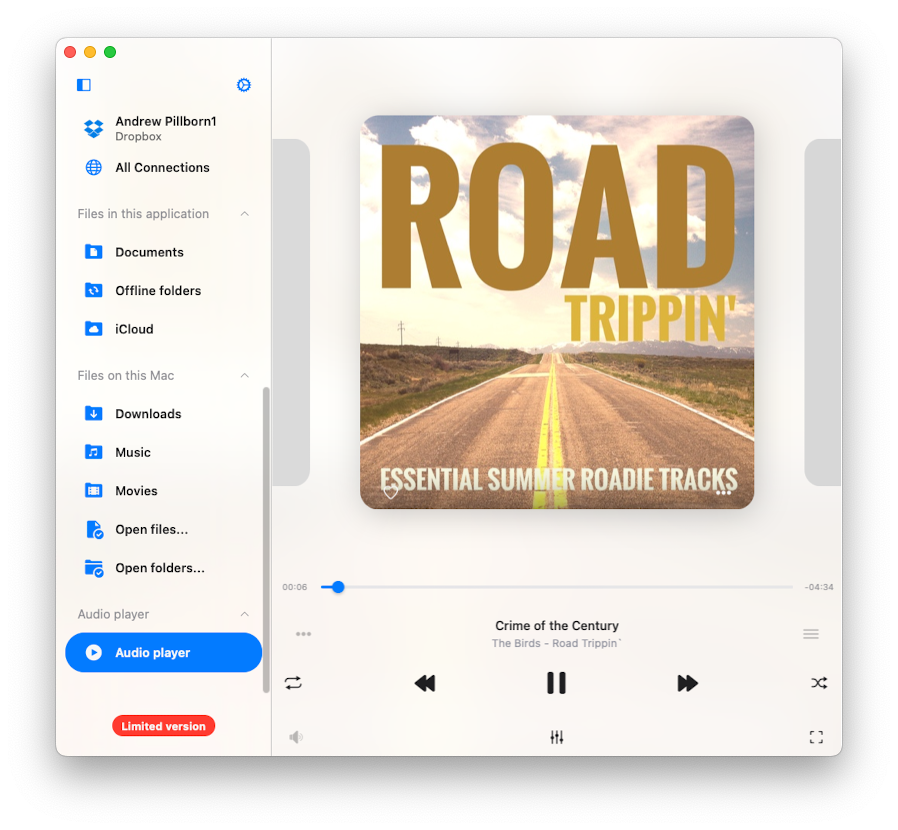 Andrew Pillborn1
Dropbox
All Connections
Files in this application
Documents
Offline folders
iCloud
Files on this Mac
Downloads
Music
Movies
Open files...
Open folders...
Audio player
Audio player
Limited version
ROAD
TRIPPIN'
ESSENTIAL SUMMER ROADIE TRACKS
00:06
-04:34
Crime of the Century
The Birds - Road Trippin`